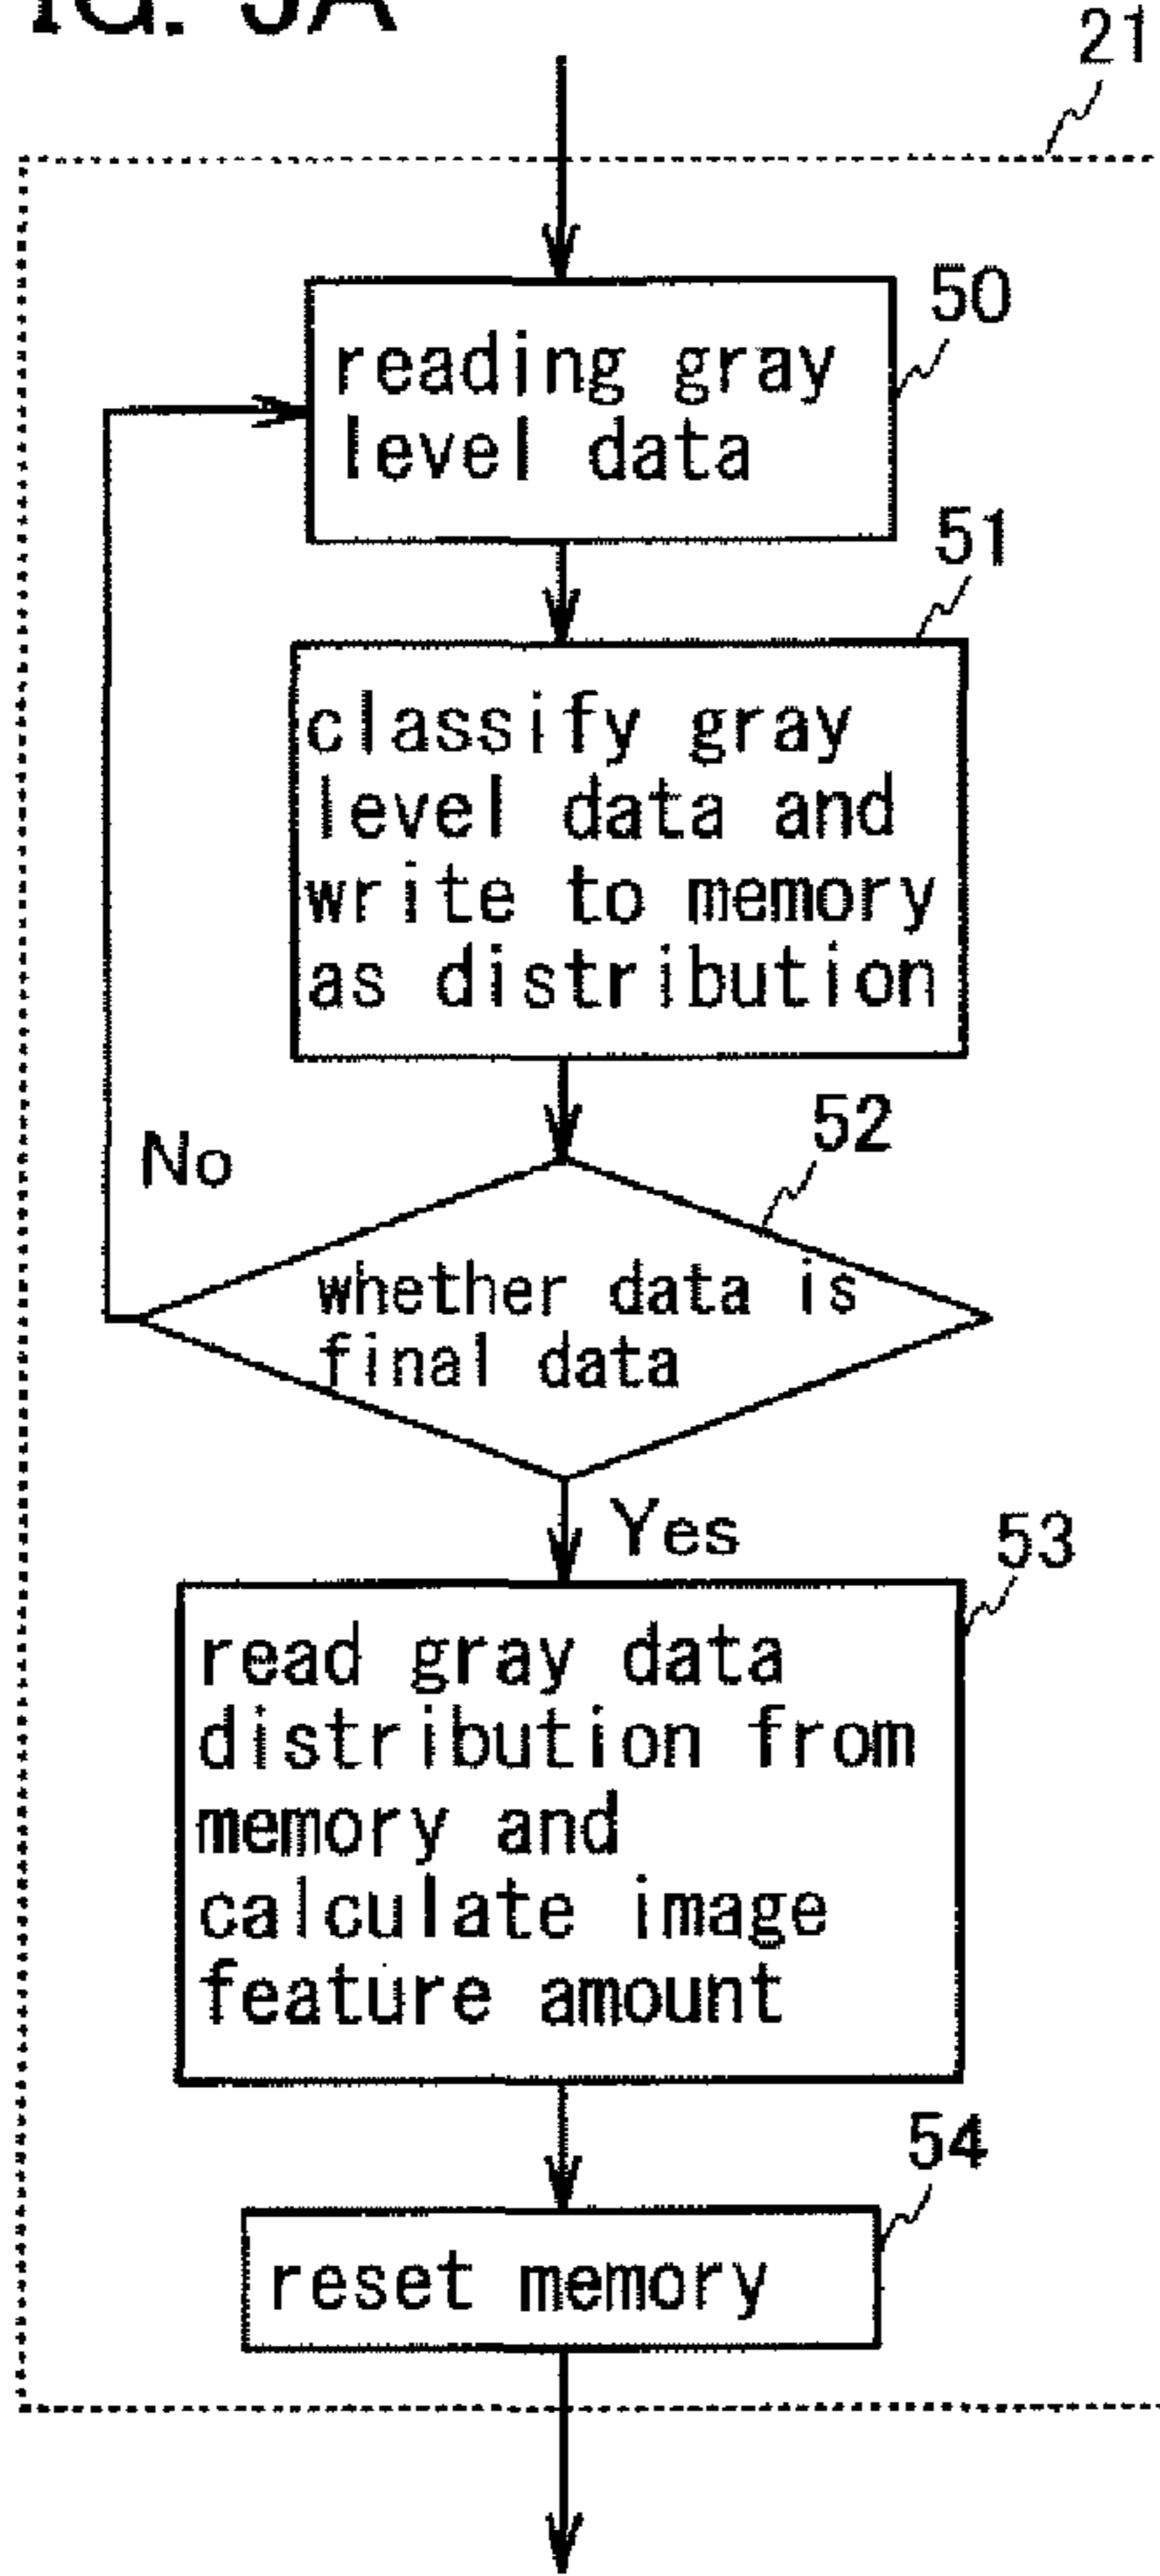 21
50
reading gray
level data
51
classify gray
level data and
write to memory
as distribution
52
No
whether data is
final data
Yes
53
read gray data
distribution from
memory and
calculate image
feature amount
54
reset memory